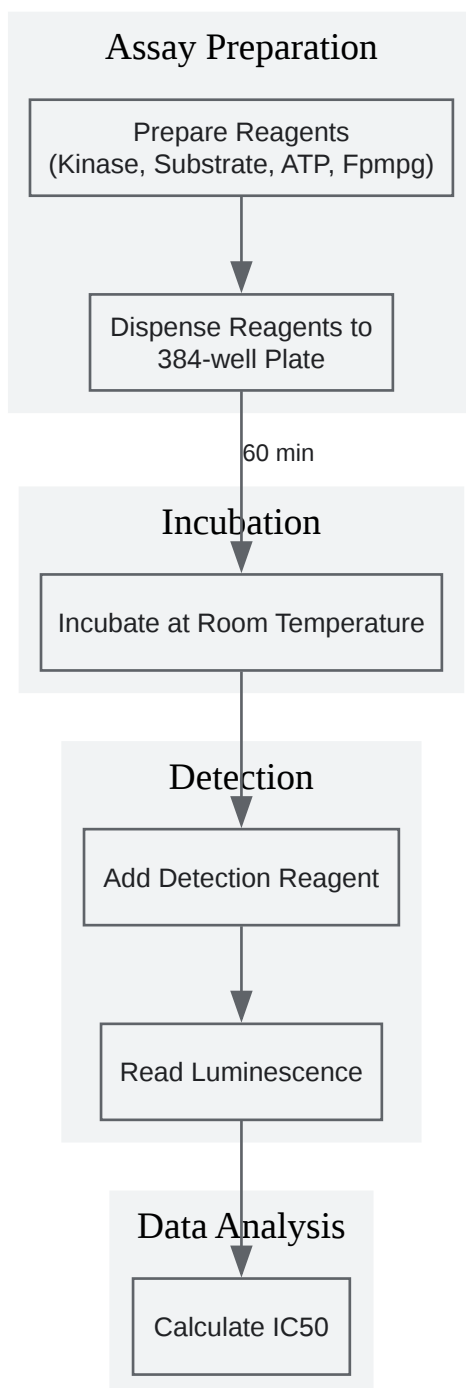 Assay Preparation
Prepare Reagents
(Kinase, Substrate, ATP, Fpmpg)
Dispense Reagents to
384-well Plate
60 min
Incubation
Incubate at Room Temperature
Detection
Add Detection Reagent
Read Luminescence
Data Analysis
Calculate IC50